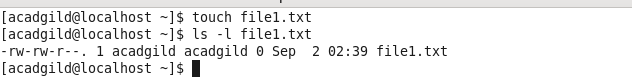 [acadgild@localhost ~]$ touch file1.txt
[acadgild@localhost ~]$ ls -l file1.txt
-rw-rw-r--. 1 acadgild acadgild 0 Sep  2 02:39 file1.txt
[acadgild@localhost ~]$